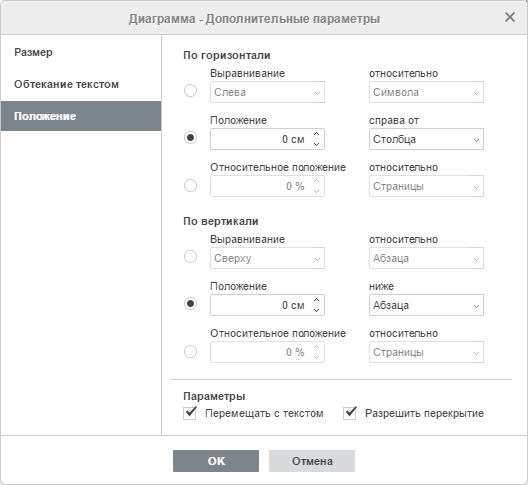 Диаграмма - Дополнительные параметры
Размер
Обтекание текстом
Положение
По горизонтали
Выравнивание относительно
Слева Символа
Положение справа от
0 см Столбца
Относительное положение относительно
0 % Страницы
По вертикали
Выравнивание относительно
Сверху Абзаца
Положение ниже
0 см Абзаца
Относительное положение относительно
0 % Страницы
Параметры
Перемещать с текстом Разрешить перекрытие
OK Отмена